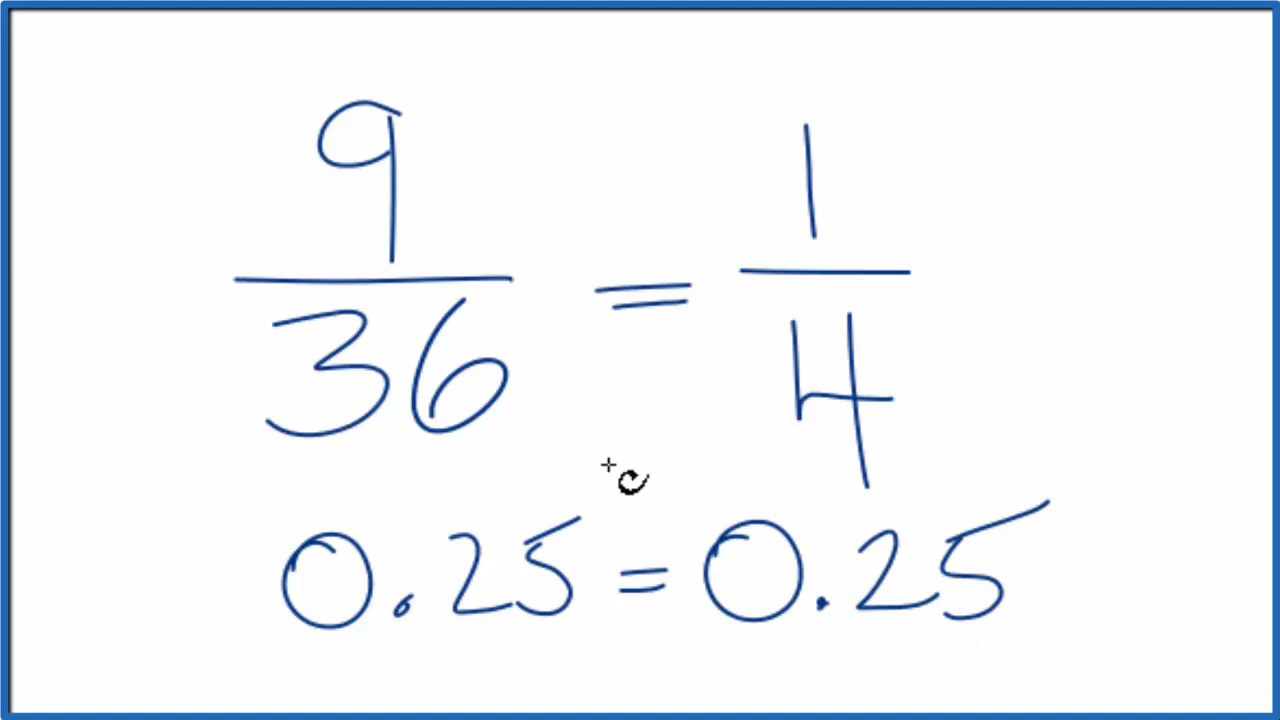 9/36 = 1/4
0.25 = 0.25